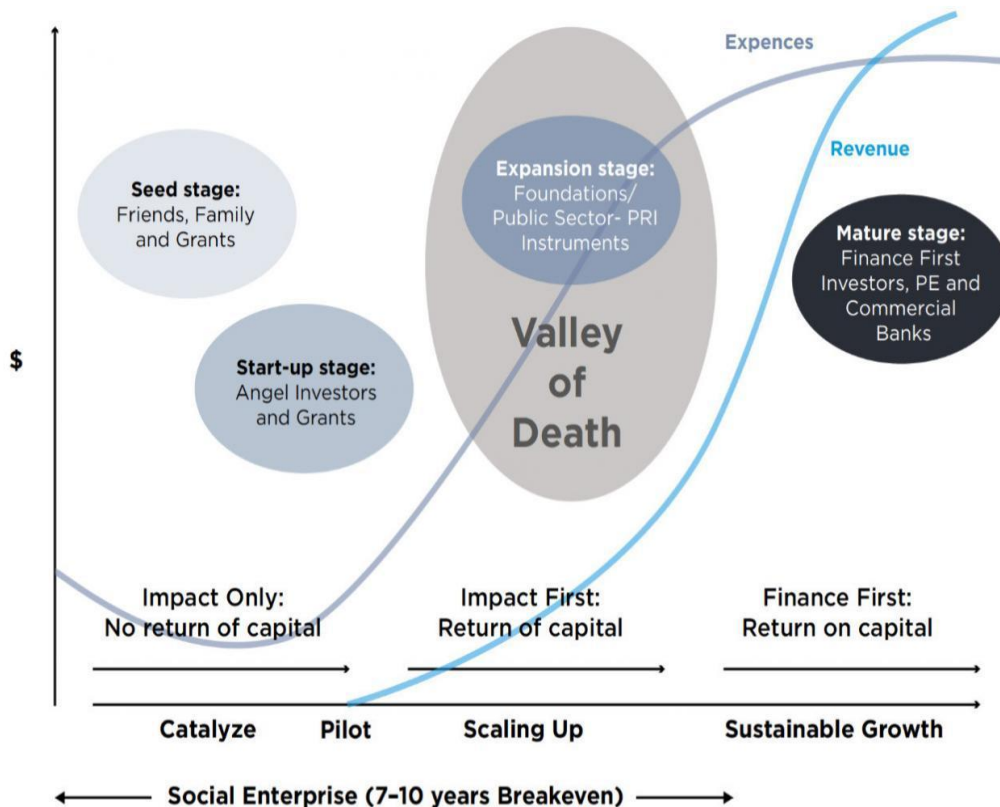 Expences
Revenue
Seed stage:
Friends, Family
and Grants
Expansion stage:
Foundations/
Public Sector- PRI
Instruments
Mature stage:
Finance First
Investors, PE and
Commercial
Banks
Start-up stage:
Angel Investors
and Grants
Valley
of
Death
$
Impact Only:
No return of capital
Impact First:
Return of capital
Finance First:
Return on capital
Catalyze
Pilot
Scaling Up
Sustainable Growth
Social Enterprise (7–10 years Breakeven)